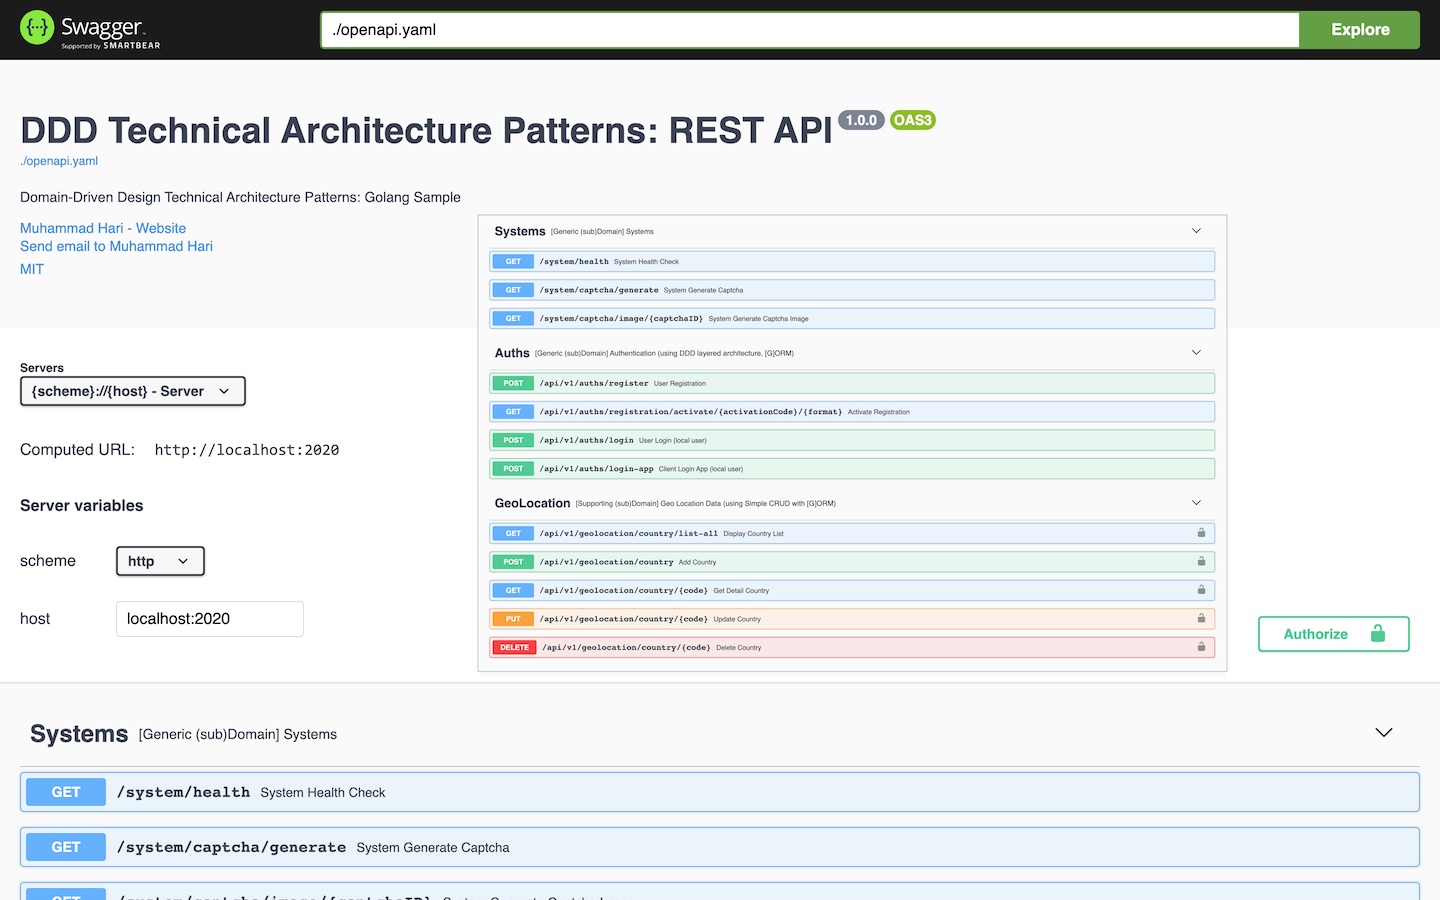 Swagger™
Supported by SMARTBEAR
./openapi.yaml
Explore
DDD Technical Architecture Patterns: REST API 1.0.0 OAS3
./openapi.yaml
Domain-Driven Design Technical Architecture Patterns: Golang Sample
Muhammad Hari - Website
Send email to Muhammad Hari
MIT
Systems [Generic (sub)Domain] Systems
GET /system/health System Health Check
GET /system/captcha/generate System Generate Captcha
GET /system/captcha/image/{captchaID} System Generate Captcha Image
Auths [Generic (sub)Domain] Authentication (using DDD layered architecture, [G]ORM)
POST /api/v1/auths/register User Registration
GET /api/v1/auths/registration/activate/{activationCode}/{format} Activate Registration
POST /api/v1/auths/login User Login (local user)
POST /api/v1/auths/login-app Client Login App (local user)
GeoLocation [Supporting (sub)Domain] Geo Location Data (using Simple CRUD with [G]ORM)
GET /api/v1/geolocation/country/list-all Display Country List
POST /api/v1/geolocation/country Add Country
GET /api/v1/geolocation/country/{code} Get Detail Country
PUT /api/v1/geolocation/country/{code} Update Country
DELETE /api/v1/geolocation/country/{code} Delete Country
Servers
{scheme}://{host} - Server
Computed URL: http://localhost:2020
Server variables
scheme http
host localhost:2020
Authorize
Systems [Generic (sub)Domain] Systems
GET /system/health System Health Check
GET /system/captcha/generate System Generate Captcha
GET /system/captcha/image/{captchaID} System Generate Captcha Image